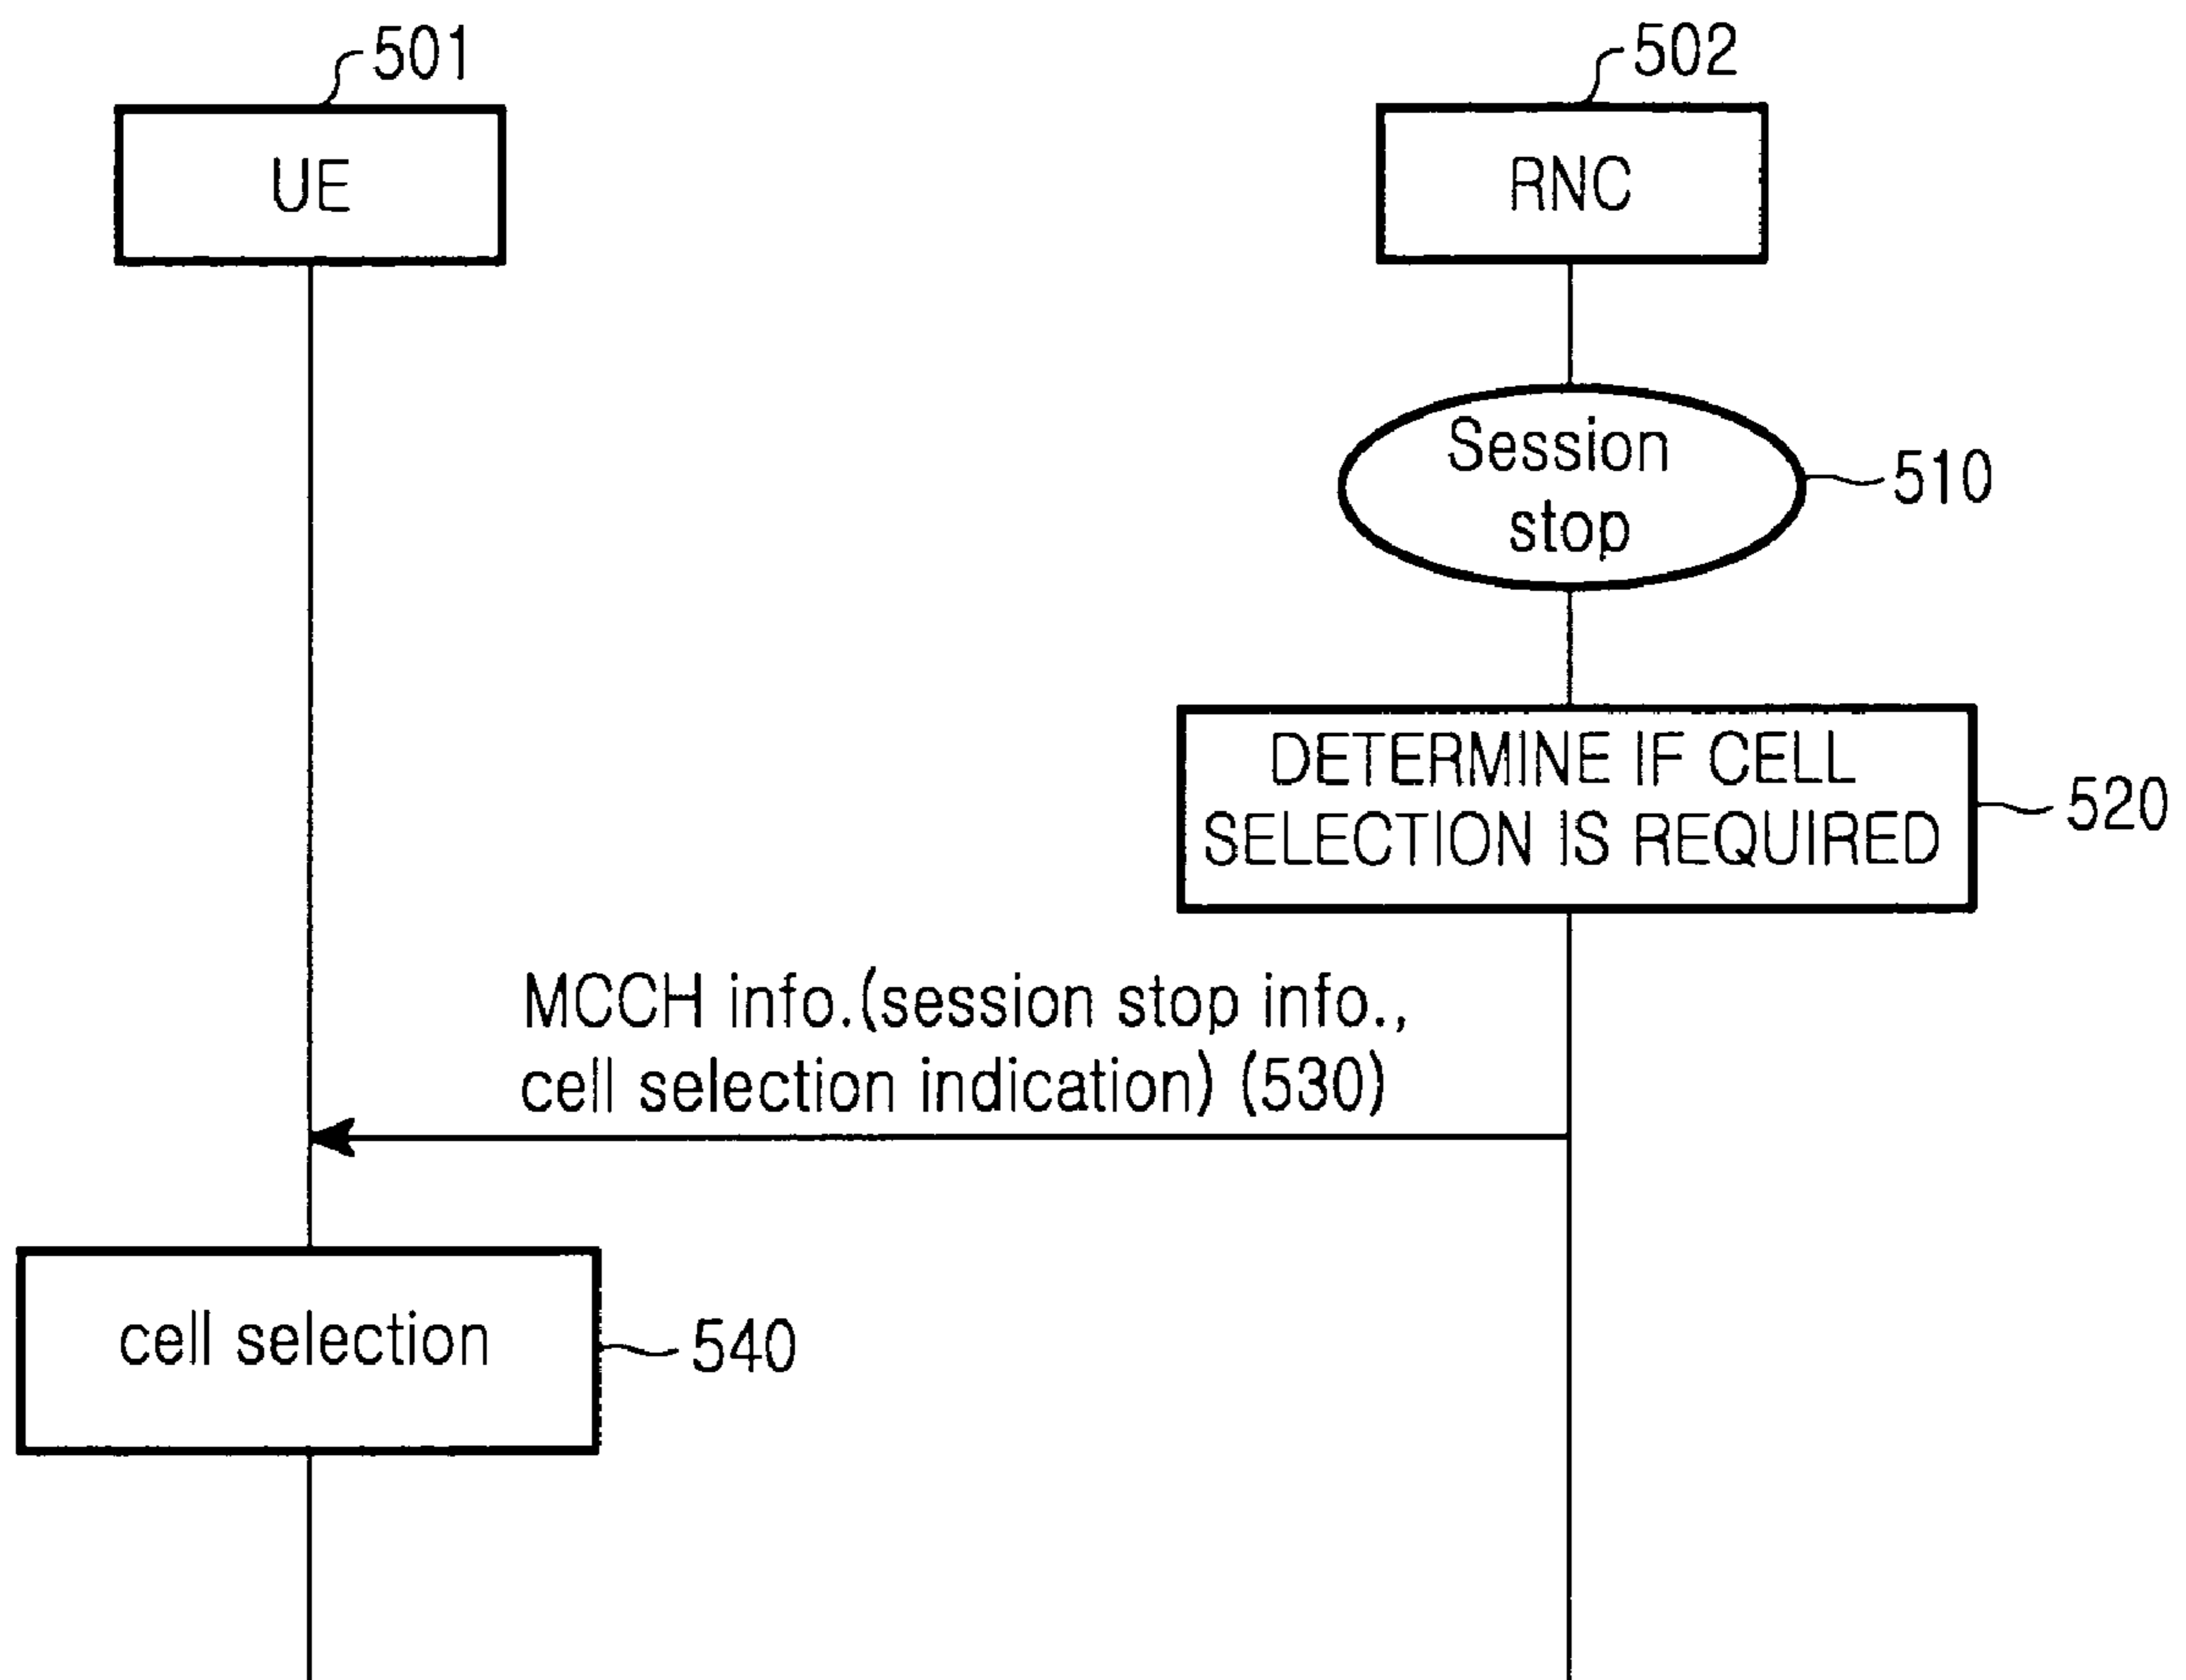 501
502
UE
RNC
Session
stop
510
DETERMINE IF CELL
SELECTION IS REQUIRED
520
MCCH info.(session stop info.,
cell selection indication) (530)
cell selection
540